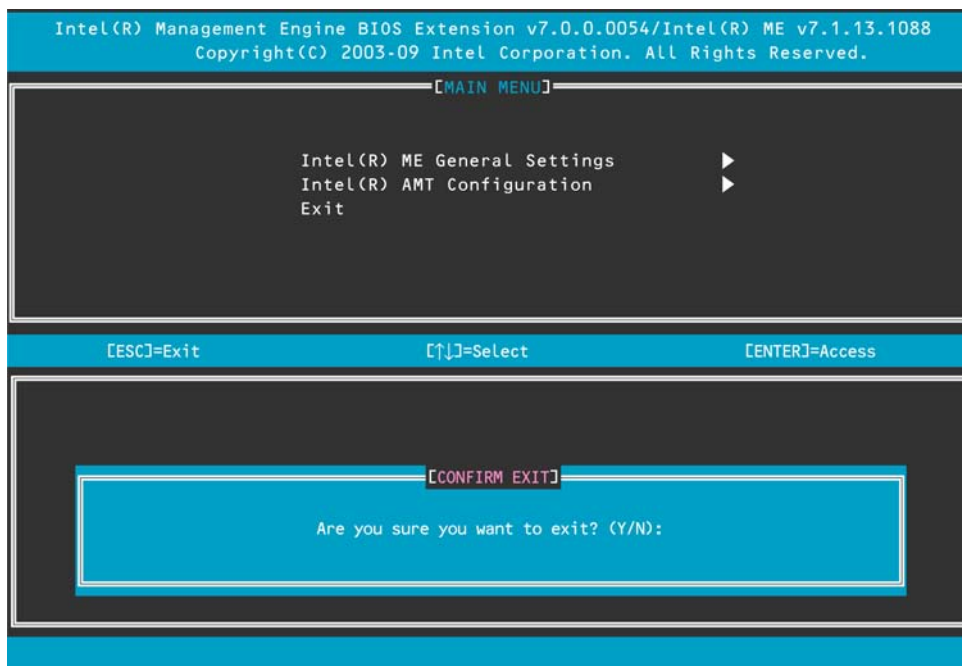 Intel(R) Management Engine BIOS Extension v7.0.0.0054/Intel(R) ME v7.1.13.1088
Copyright(C) 2003-09 Intel Corporation. All Rights Reserved.
[MAIN MENU]
Intel(R) ME General Settings ▶
Intel(R) AMT Configuration ▶
Exit
[ESC]=Exit [↑↓]=Select [ENTER]=Access
[CONFIRM EXIT]
Are you sure you want to exit? (Y/N):